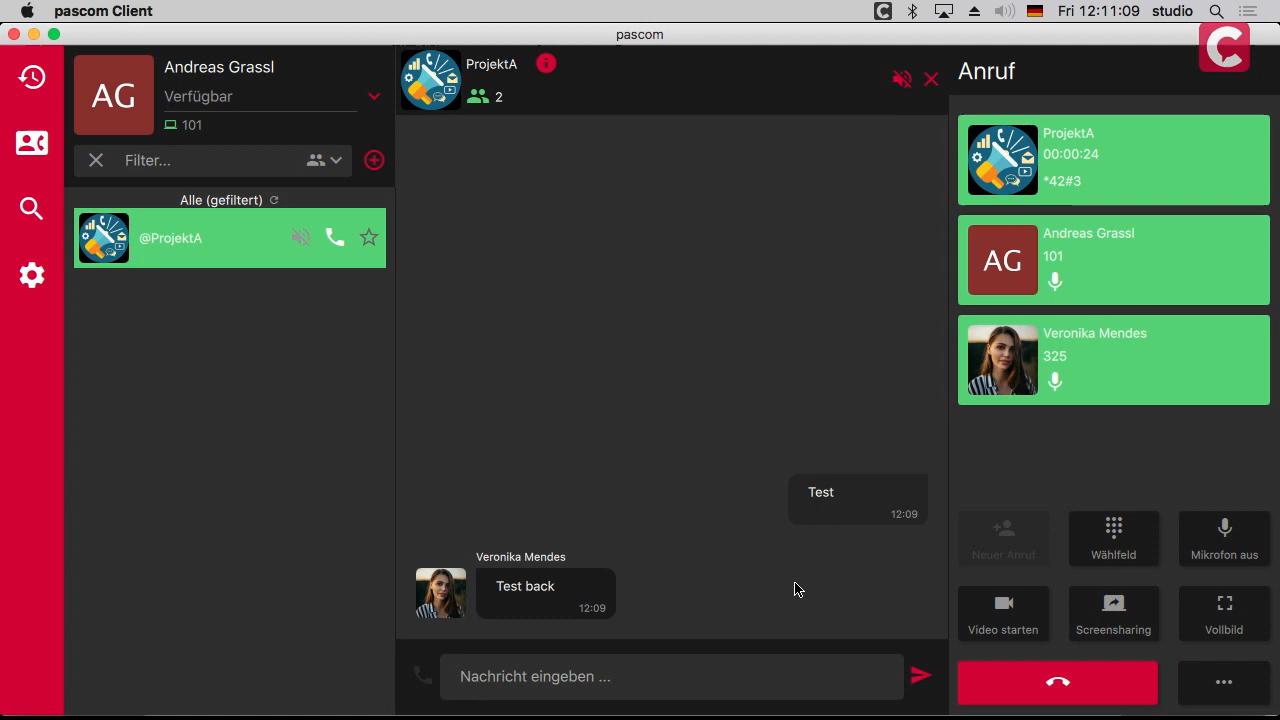 pascom Client
Fri 12:11:09 studio
pascom
AG
Andreas Grassl
Verfügbar
101
Filter...
Alle (gefiltert)
@ProjektA
ProjektA
2
Test
12:09
Veronika Mendes
Test back
12:09
Nachricht eingeben ...
Anruf
ProjektA
00:00:24
*42#3
AG
Andreas Grassl
101
Veronika Mendes
325
Neuer Anruf
Wählfeld
Mikrofon aus
Video starten
Screensharing
Vollbild